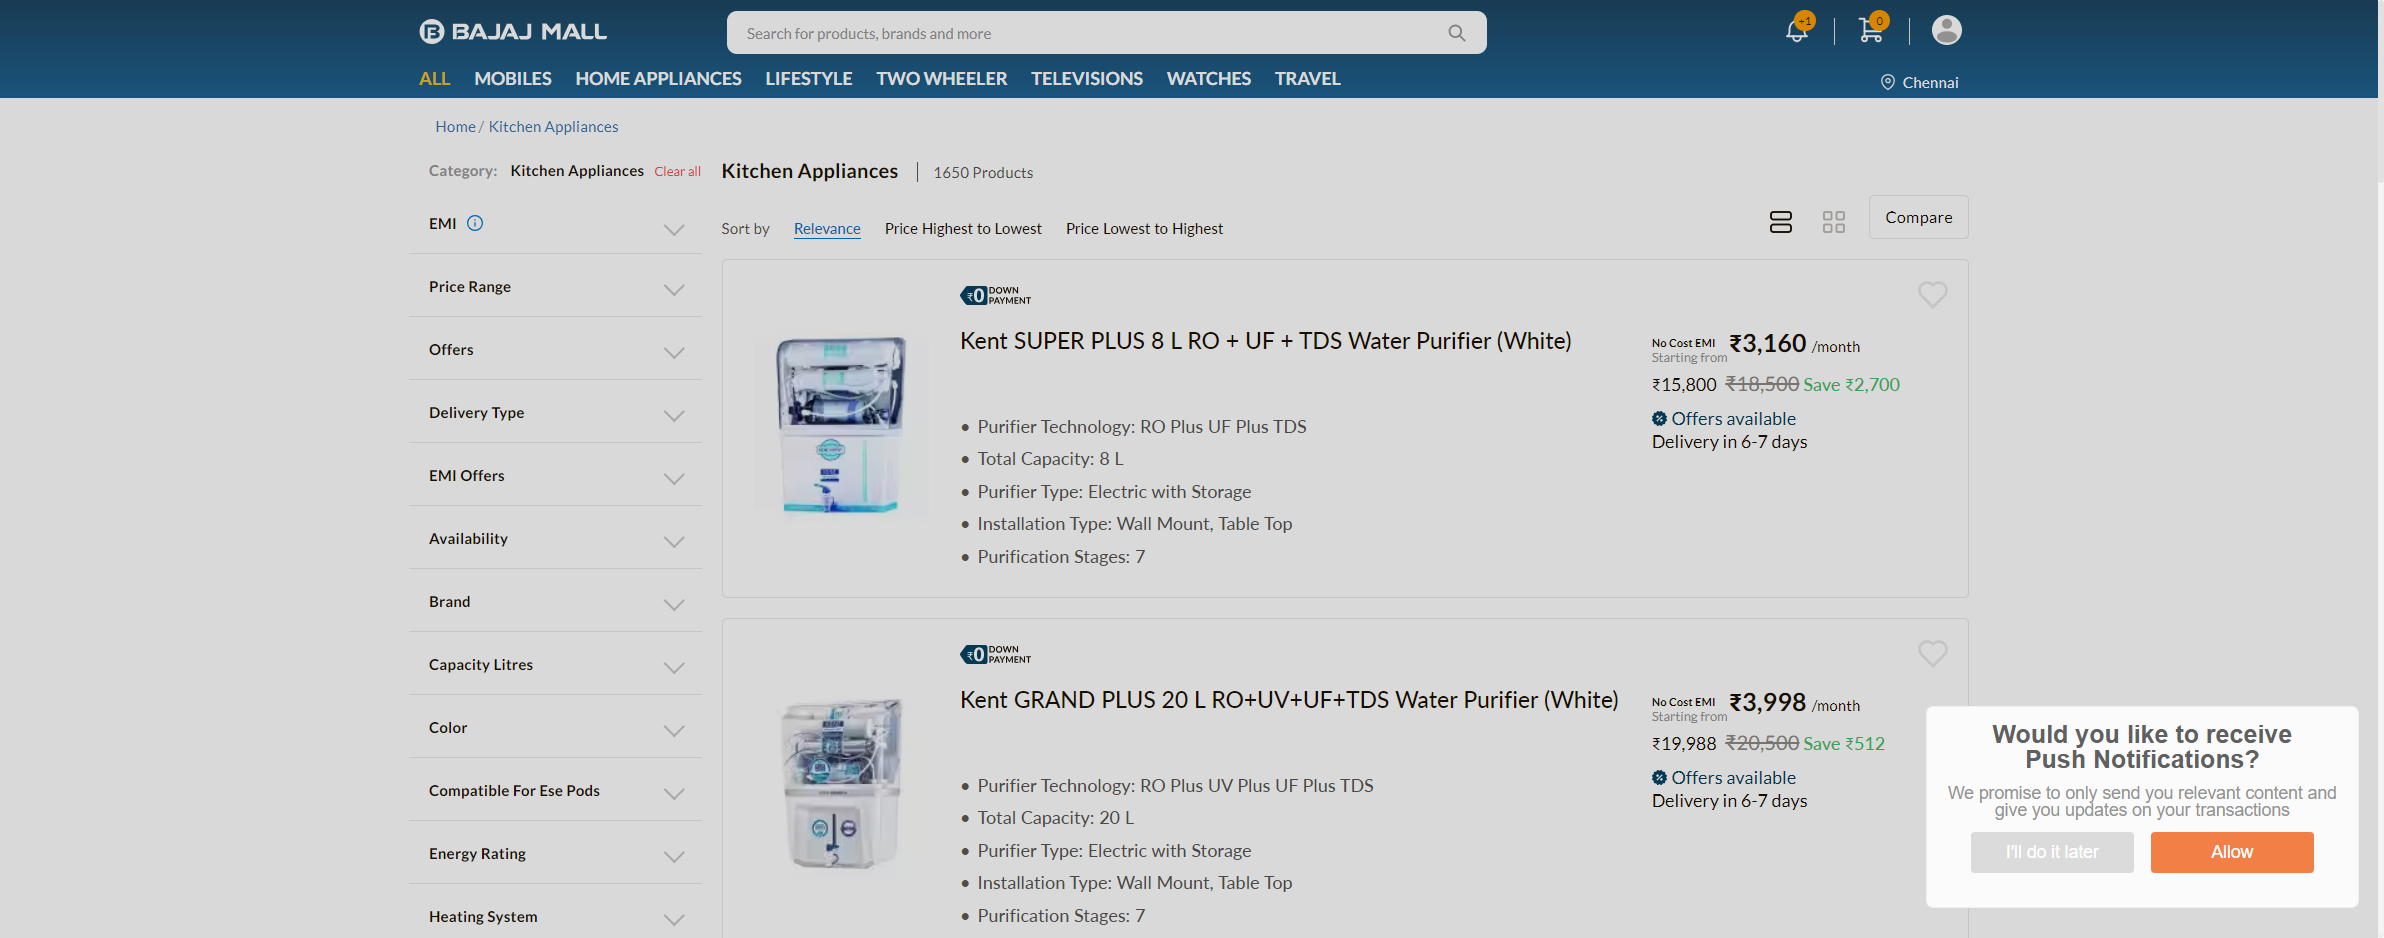 BAJAJ MALL
Search for products, brands and more
+1
0
ALL MOBILES HOME APPLIANCES LIFESTYLE TWO WHEELER TELEVISIONS WATCHES TRAVEL
Chennai
Home / Kitchen Appliances
Category: Kitchen Appliances Clear all
Kitchen Appliances 1650 Products
Sort by Relevance Price Highest to Lowest Price Lowest to Highest
Compare
EMI
Price Range
Offers
Delivery Type
EMI Offers
Availability
Brand
Capacity Litres
Color
Compatible For Ese Pods
Energy Rating
Heating System
₹0 DOWN
PAYMENT
Kent SUPER PLUS 8 L RO + UF + TDS Water Purifier (White)
• Purifier Technology: RO Plus UF Plus TDS
• Total Capacity: 8 L
• Purifier Type: Electric with Storage
• Installation Type: Wall Mount, Table Top
• Purification Stages: 7
No Cost EMI
Starting from
₹3,160 /month
₹15,800 ₹18,500 Save ₹2,700
Offers available
Delivery in 6-7 days
₹0 DOWN
PAYMENT
Kent GRAND PLUS 20 L RO+UV+UF+TDS Water Purifier (White)
• Purifier Technology: RO Plus UV Plus UF Plus TDS
• Total Capacity: 20 L
• Purifier Type: Electric with Storage
• Installation Type: Wall Mount, Table Top
• Purification Stages: 7
No Cost EMI
Starting from
₹3,998 /month
₹19,988 ₹20,500 Save ₹512
Offers available
Delivery in 6-7 days
Would you like to receive
Push Notifications?
We promise to only send you relevant content and
give you updates on your transactions
I'll do it later
Allow